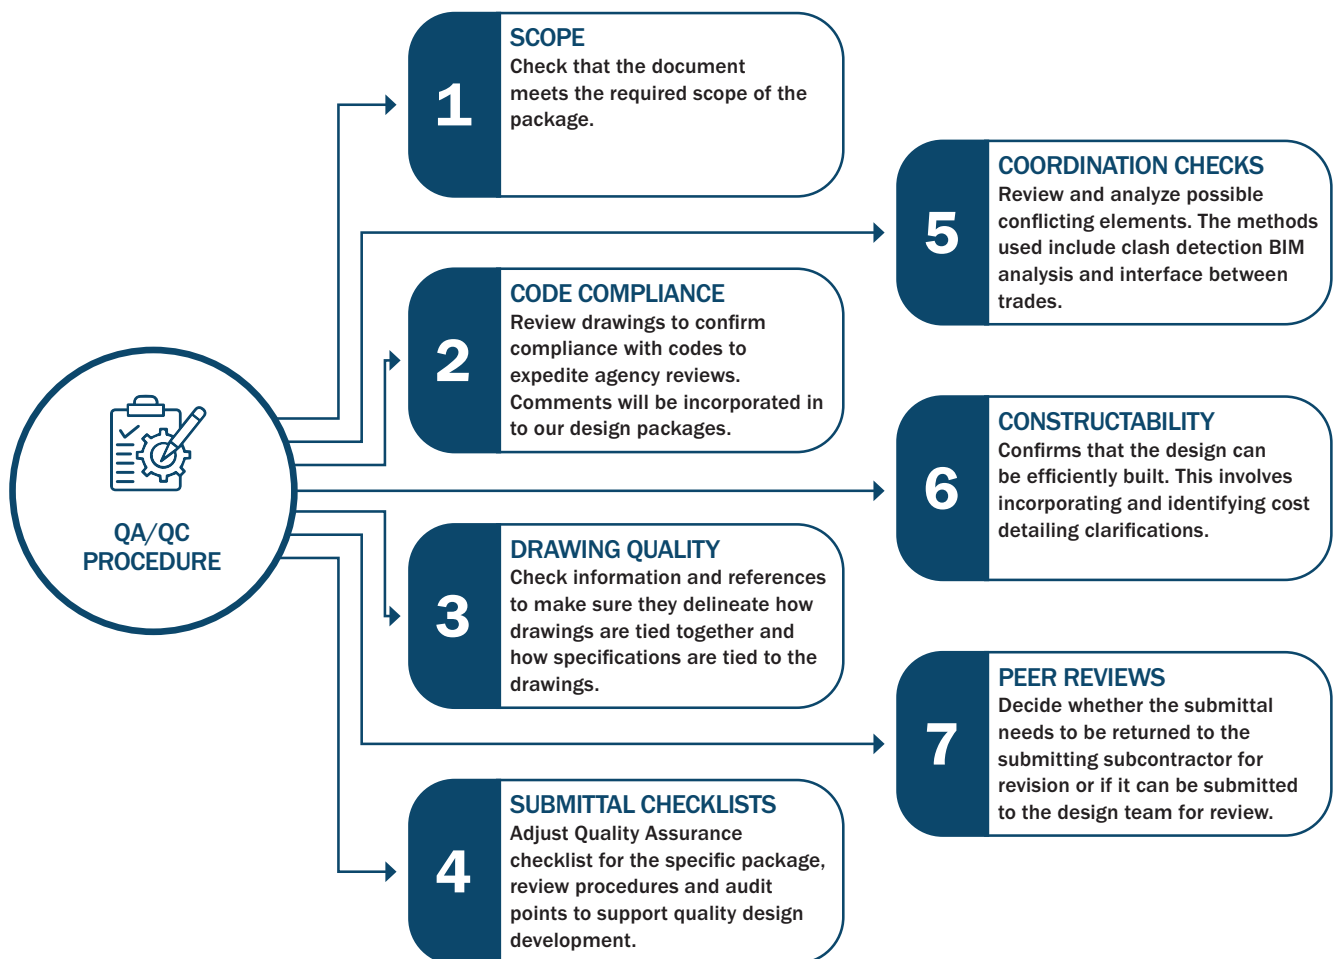 QA/QC
PROCEDURE
1
SCOPE
Check that the document
meets the required scope of the
package.
2
CODE COMPLIANCE
Review drawings to confirm
compliance with codes to
expedite agency reviews.
Comments will be incorporated in
to our design packages.
3
DRAWING QUALITY
Check information and references
to make sure they delineate how
drawings are tied together and
how specifications are tied to the
drawings.
4
SUBMITTAL CHECKLISTS
Adjust Quality Assurance
checklist for the specific package,
review procedures and audit
points to support quality design
development.
5
COORDINATION CHECKS
Review and analyze possible
conflicting elements. The methods
used include clash detection BIM
analysis and interface between
trades.
6
CONSTRUCTABILITY
Confirms that the design can
be efficiently built. This involves
incorporating and identifying cost
detailing clarifications.
7
PEER REVIEWS
Decide whether the submittal
needs to be returned to the
submitting subcontractor for
revision or if it can be submitted
to the design team for review.